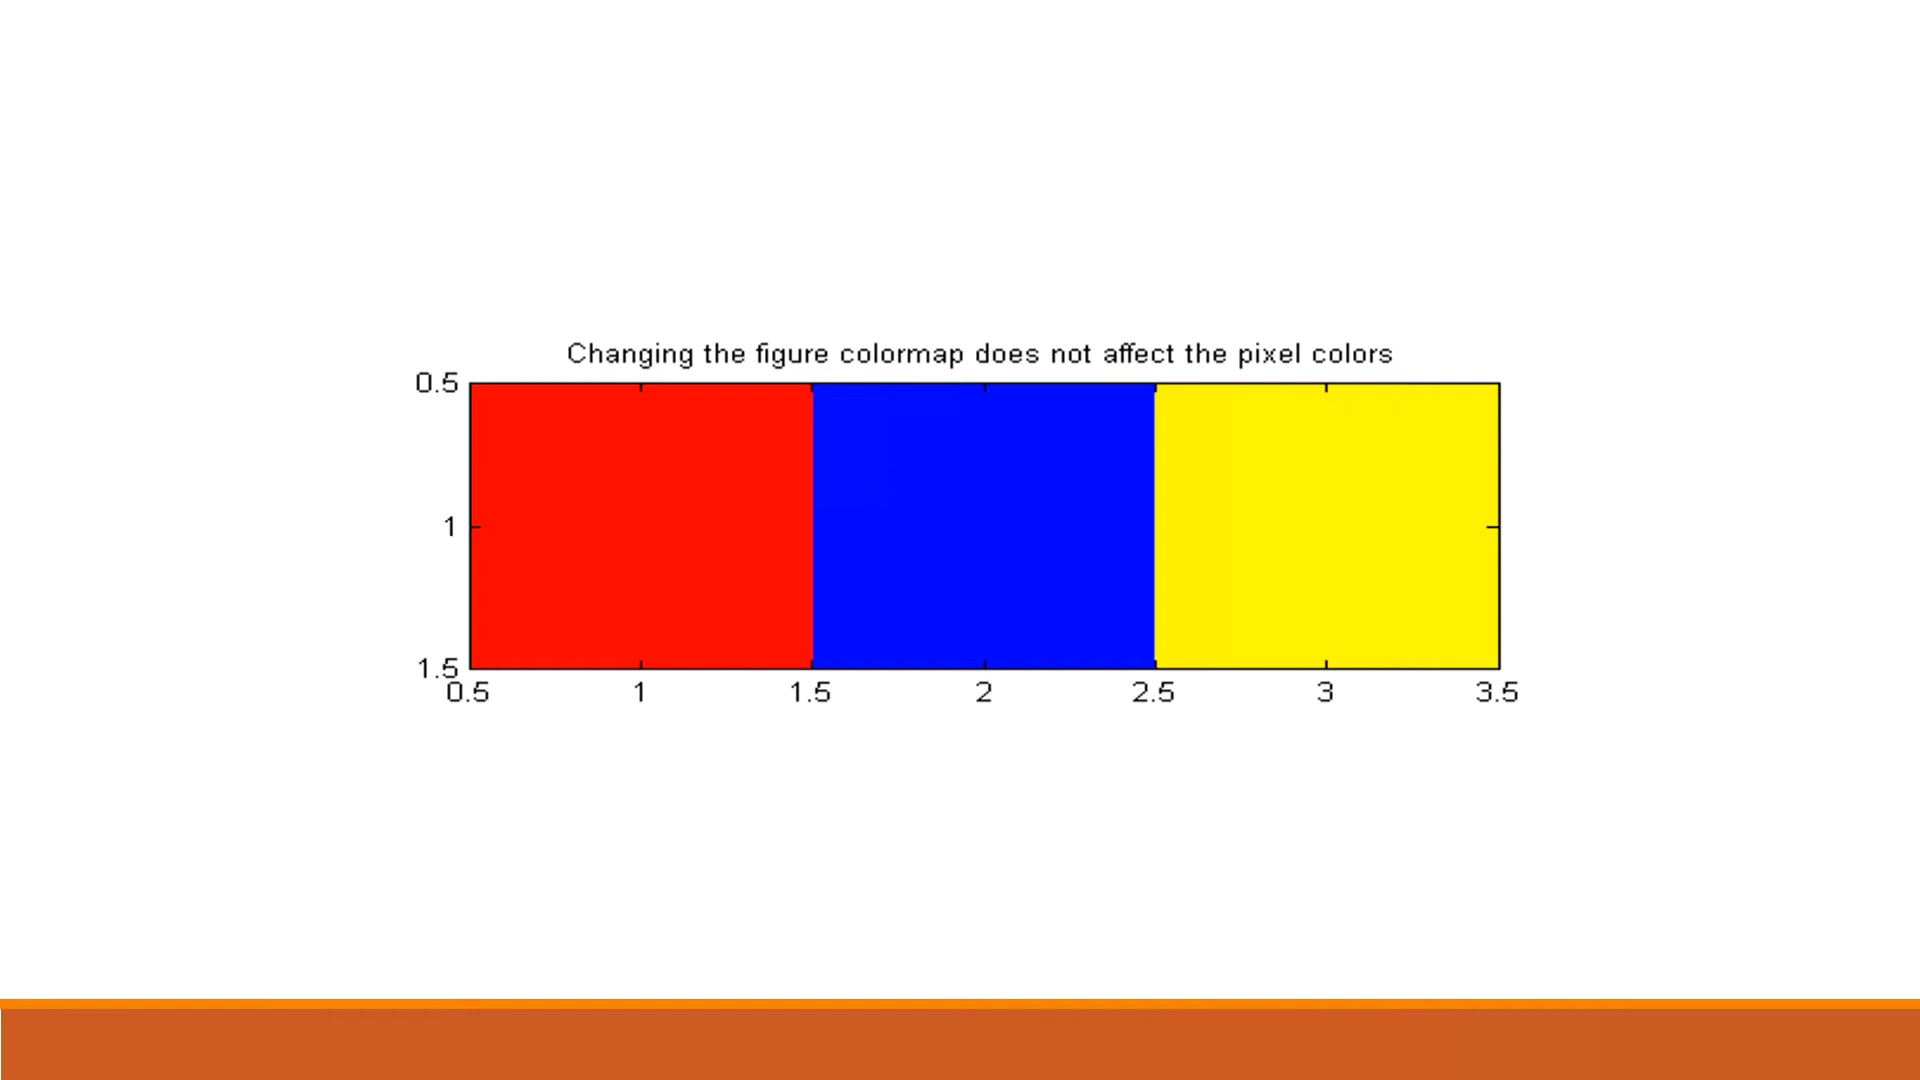 Changing the figure colormap does not affect the pixel colors
0.5
1
1.5
0.5 1 1.5 2 2.5 3 3.5